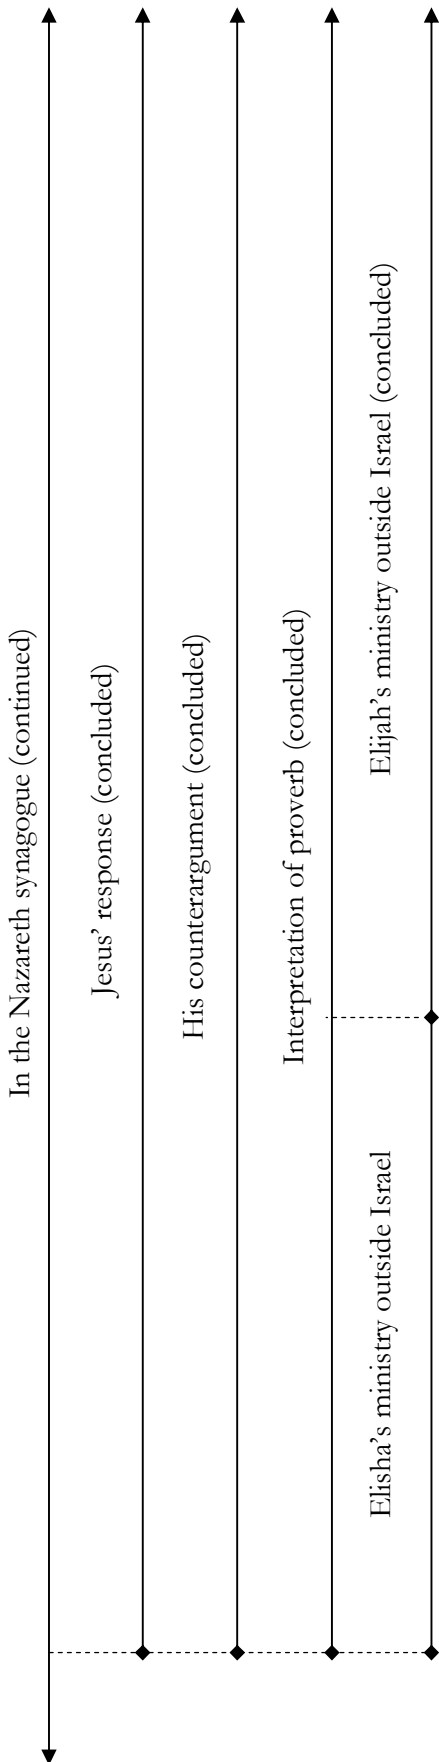 In the Nazareth synagogue (continued)
Jesus’ response (concluded)
His counterargument (concluded)
Interpretation of proverb (concluded)
Elijah’s ministry outside Israel (concluded)
Elisha’s ministry outside Israel